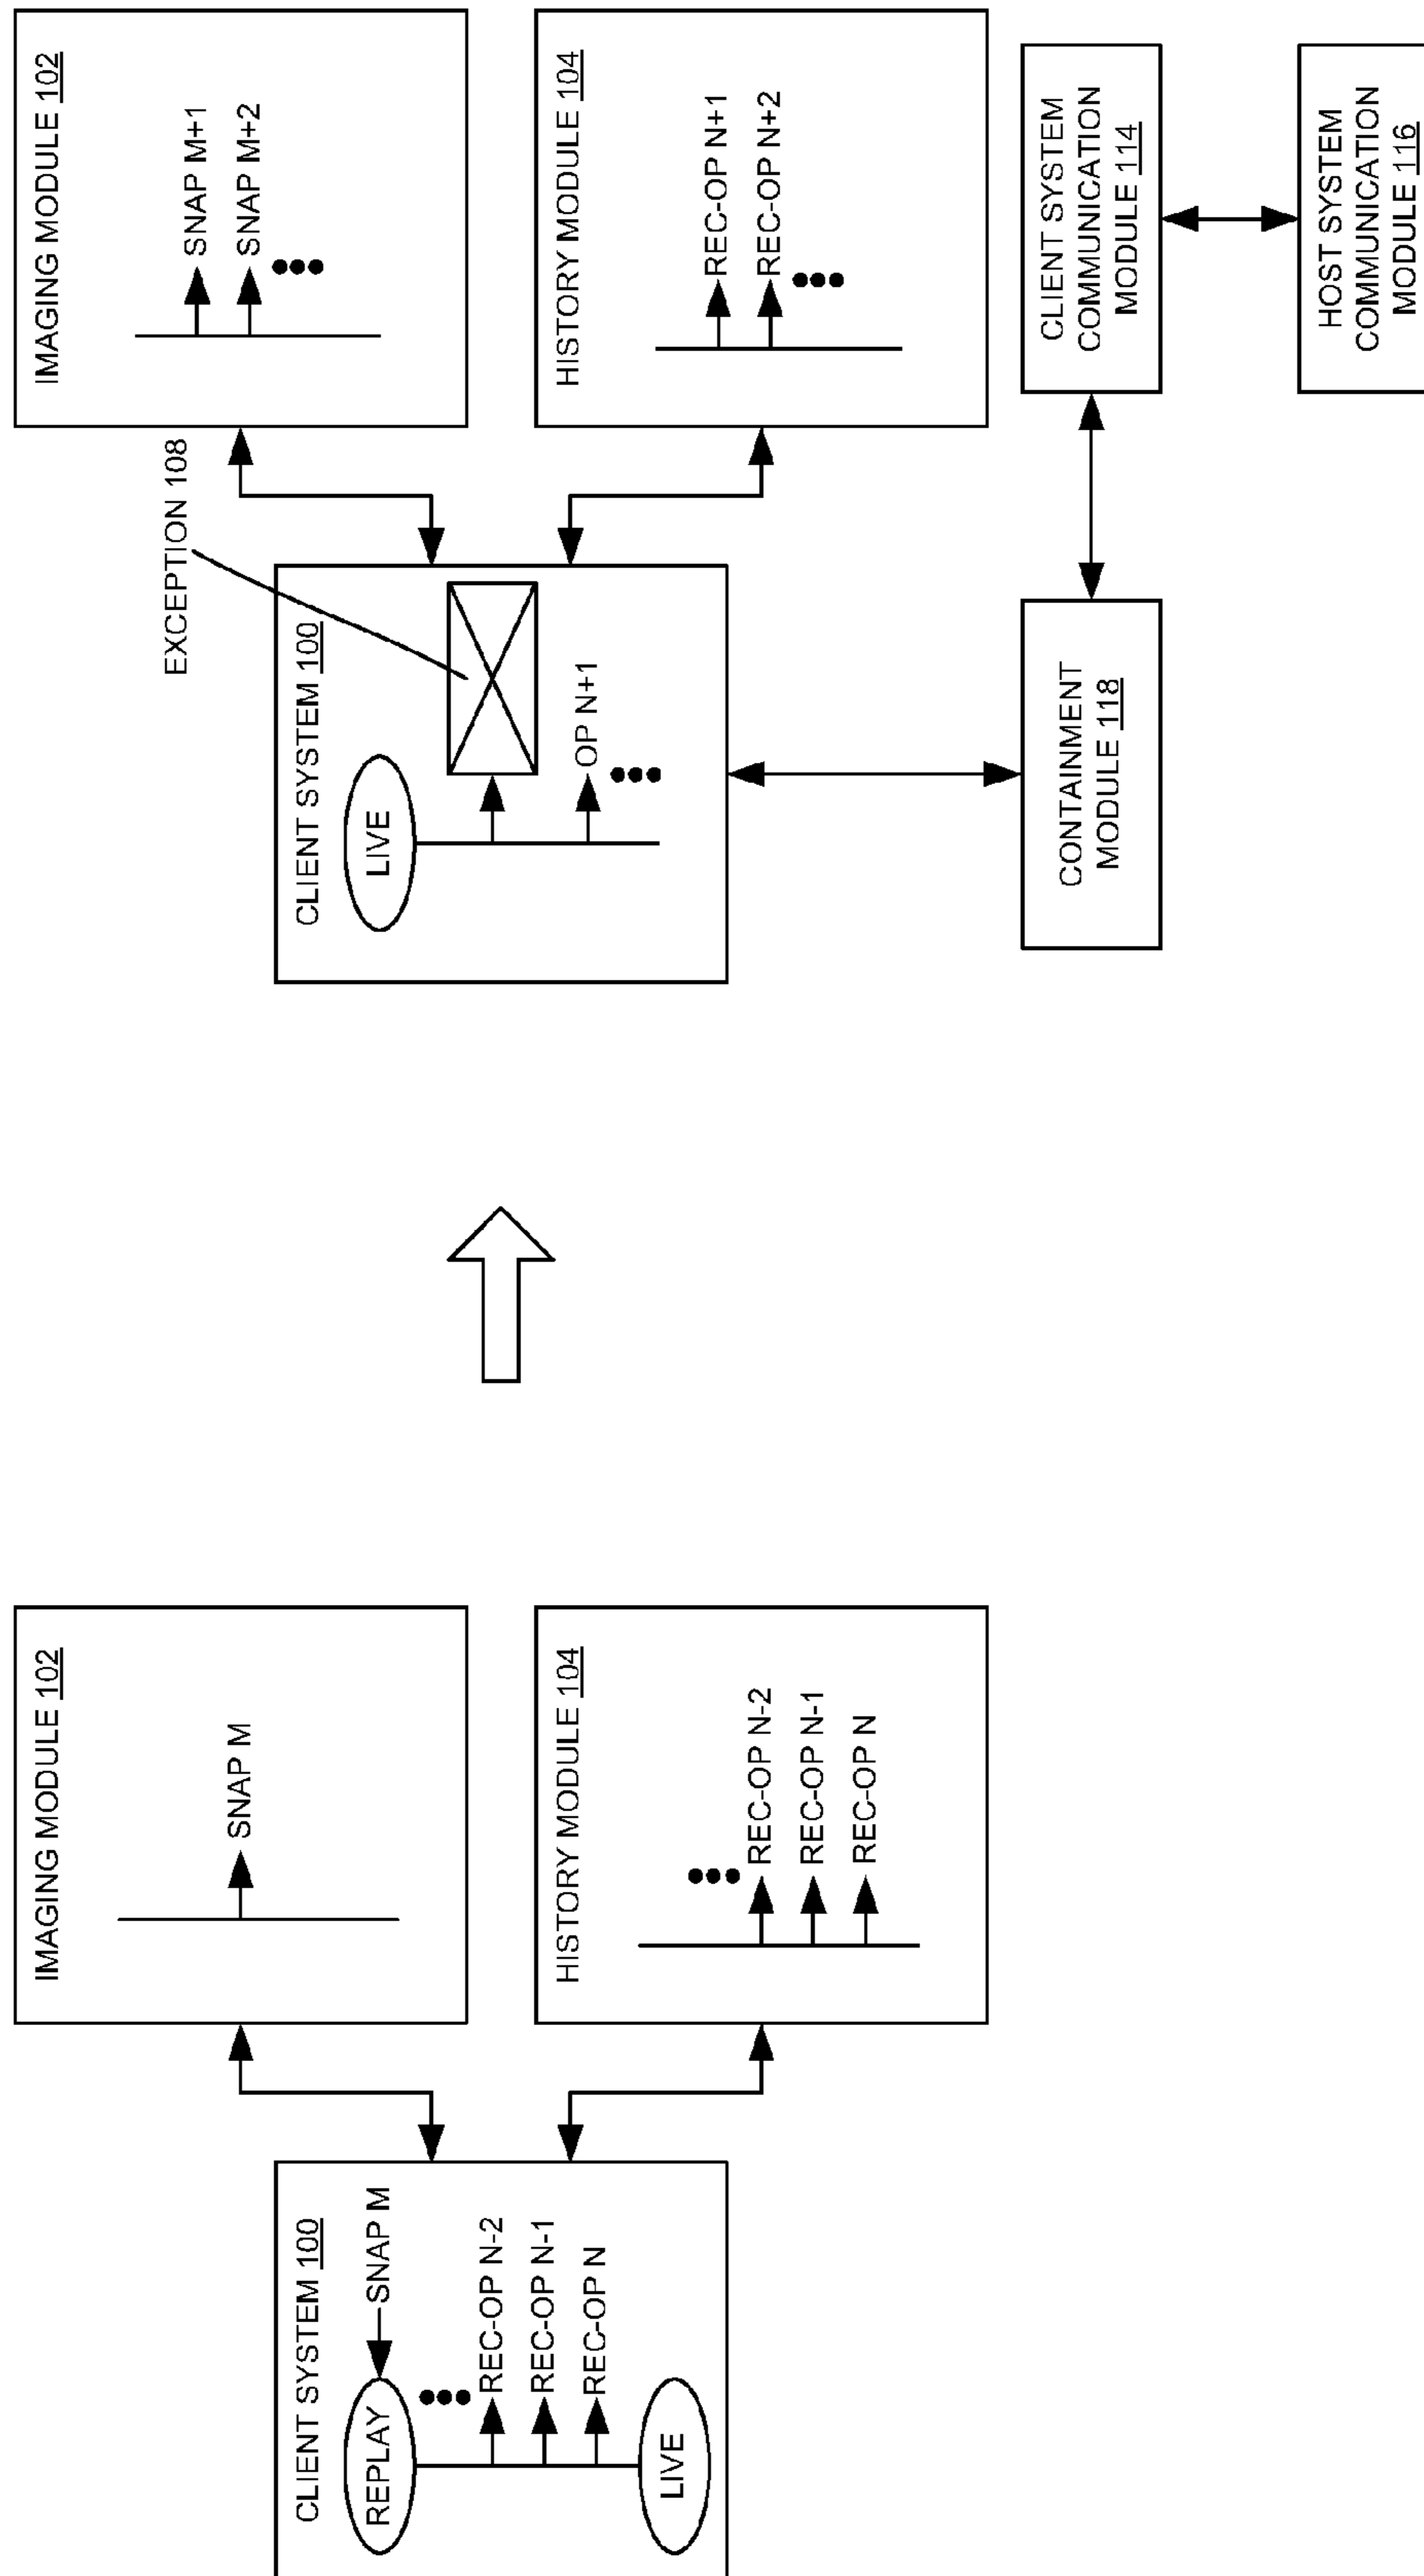 CLIENT SYSTEM 100
REPLAY
SNAP M
REC-OP N-2
REC-OP N-1
REC-OP N
LIVE
IMAGING MODULE 102
SNAP M
HISTORY MODULE 104
REC-OP N-2
REC-OP N-1
REC-OP N
CLIENT SYSTEM 100
LIVE
OP N+1
EXCEPTION 108
IMAGING MODULE 102
SNAP M+1
SNAP M+2
HISTORY MODULE 104
REC-OP N+1
REC-OP N+2
CONTAINMENT
MODULE 118
CLIENT SYSTEM
COMMUNICATION
MODULE 114
HOST SYSTEM
COMMUNICATION
MODULE 116